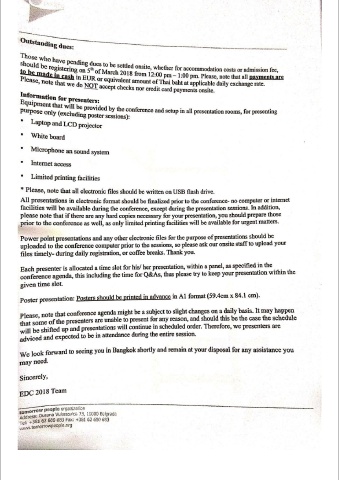 Outstanding dues:
Those who have pending dues to be settled onsite, whether for accommodation costs or admission fee,
should be registering on 5th of March 2018 from 12:00 pm – 1:00 pm. Please, note that all payments are
to be made in cash in EUR or equivalent amount of Thai baht at applicable daily exchange rate.
Please, note that we do NOT accept checks nor credit card payments onsite.
Information for presenters:
Equipment that will be provided by the conference and setup in all presentation rooms, for presenting
purpose only (excluding poster sessions):
* Laptop and LCD projector
* White board
* Microphone an sound system
* Internet access
* Limited printing facilities
* Please, note that all electronic files should be written on USB flash drive.
All presentations in electronic format should be finalized prior to the conference- no computer or internet
facilities will be available during the conference, except during the presentation sessions. In addition,
please note that if there are any hard copies necessary for your presentation, you should prepare those
prior to the conference as well, as only limited printing facilities will be available for urgent matters.
Power point presentations and any other electronic files for the purpose of presentations should be
uploaded to the conference computer prior to the sessions, so please ask our onsite staff to upload your
files timely- during daily registration, or coffee breaks. Thank you.
Each presenter is allocated a time slot for his/ her presentation, within a panel, as specified in the
conference agenda, this including the time for Q&As, thus please try to keep your presentation within the
given time slot.
Poster presentation: Posters should be printed in advance in A1 format (59.4cm x 84.1 cm).
Please, note that conference agenda might be a subject to slight changes on a daily basis. It may happen
that some of the presenters are unable to present for any reason, and should this be the case the schedule
will be shifted up and presentations will continue in scheduled order. Therefore, we presenters are
adviced and expected to be in attendance during the entire session.
We look forward to seeing you in Bangkok shortly and remain at your disposal for any assistance you
may need.
Sincerely,
EDC 2018 Team
tomorrow people organization
Address: Dusana Vukasovica 73, 11000 Belgrade
www.tomorrowpeople.org